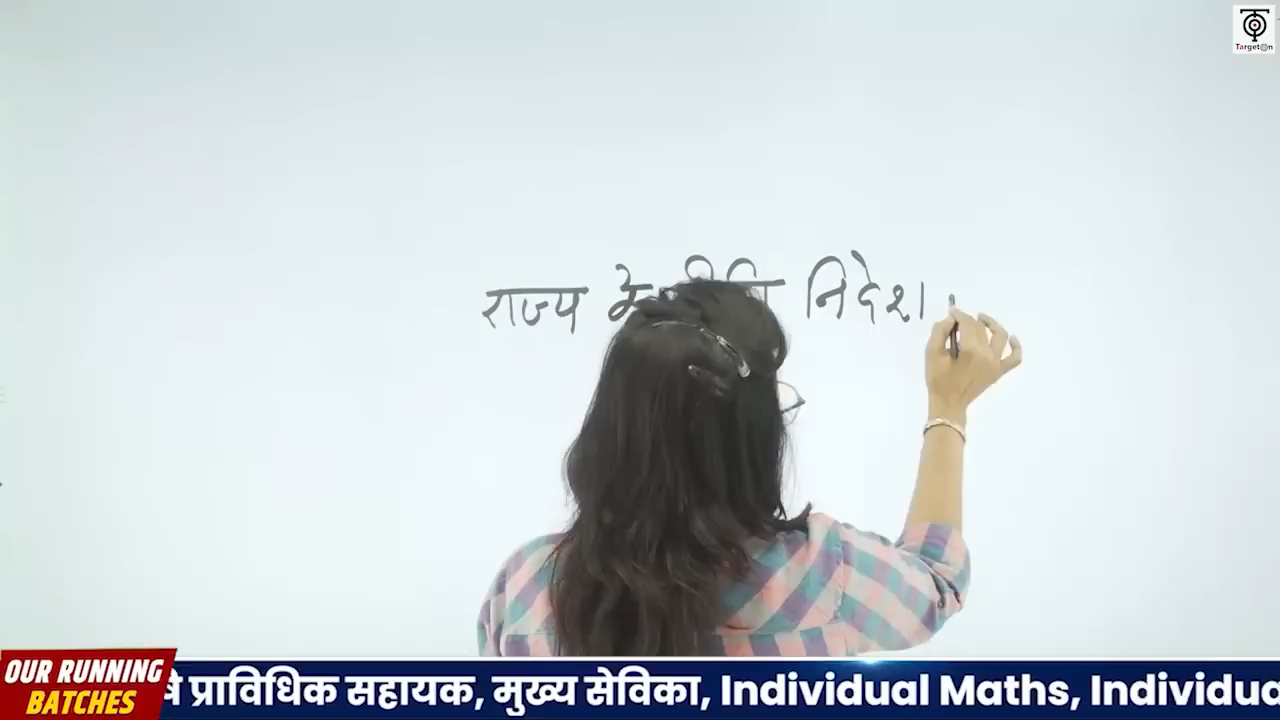 Target@n
राज्य के निदेश
OUR RUNNING
BATCHES
प्राविधिक सहायक, मुख्य सेविका, Individual Maths,